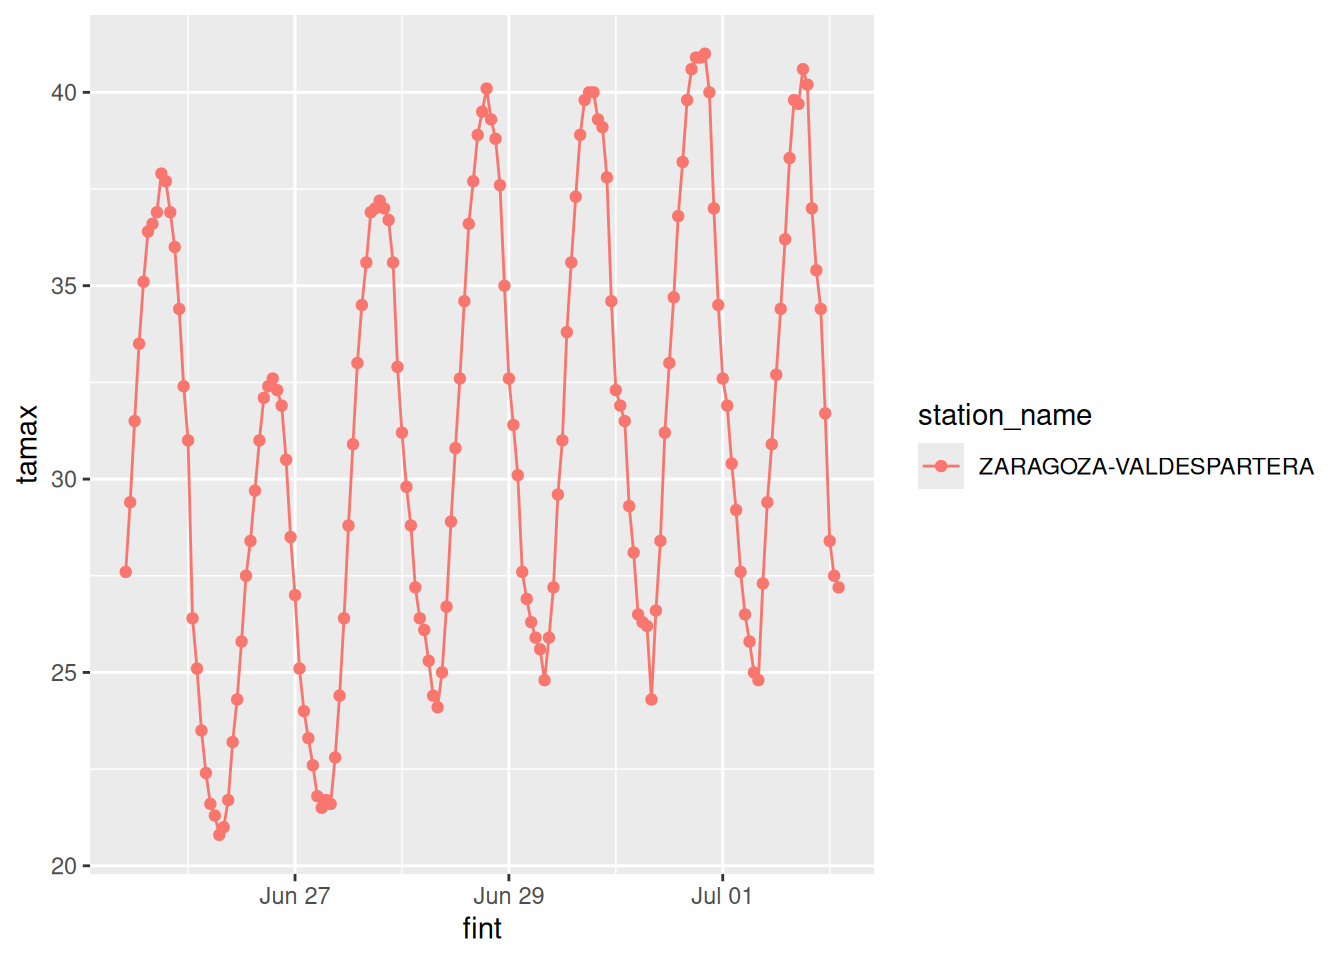 tamax
40
35
30
25
20
Jun 27
Jun 29
Jul 01
fint
station_name
ZARAGOZA-VALDESPARTERA